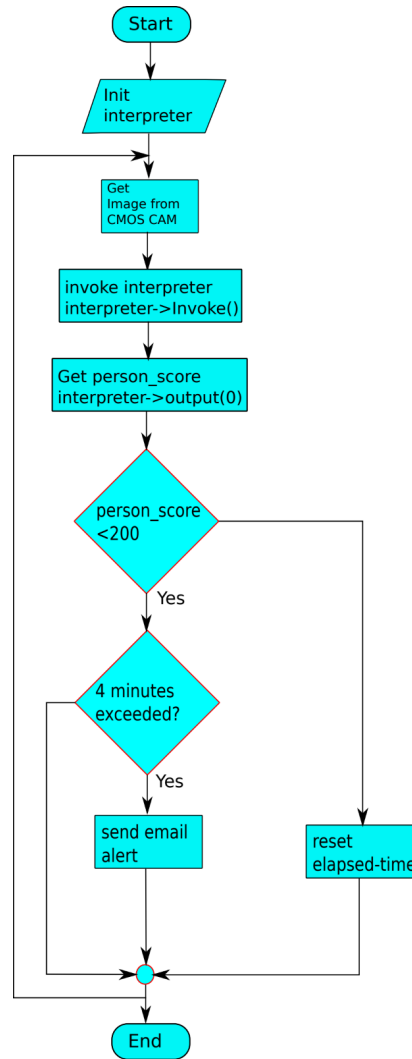 Start
Init
interpreter
Get
Image from
CMOS CAM
invoke interpreter
interpreter->Invoke()
Get person_score
interpreter->output(0)
person_score
<200
Yes
4 minutes
exceeded?
Yes
send email
alert
reset
elapsed-time
End